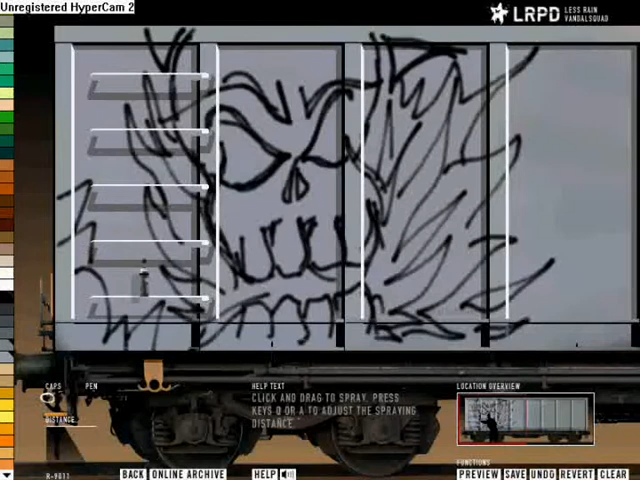 Unregistered HyperCam 2
LRPD LESS RAIN
VANDALSQUAD
CAPS PEN
DISTANCE
HELP TEXT
CLICK AND DRAG TO SPRAY. PRESS
KEYS Q OR A TO ADJUST THE SPRAYING
DISTANCE
LOCATION OVERVIEW
FUNCTIONS
R-9011
BACK ONLINE ARCHIVE HELP
PREVIEW SAVE UNDO REVERT CLEAR